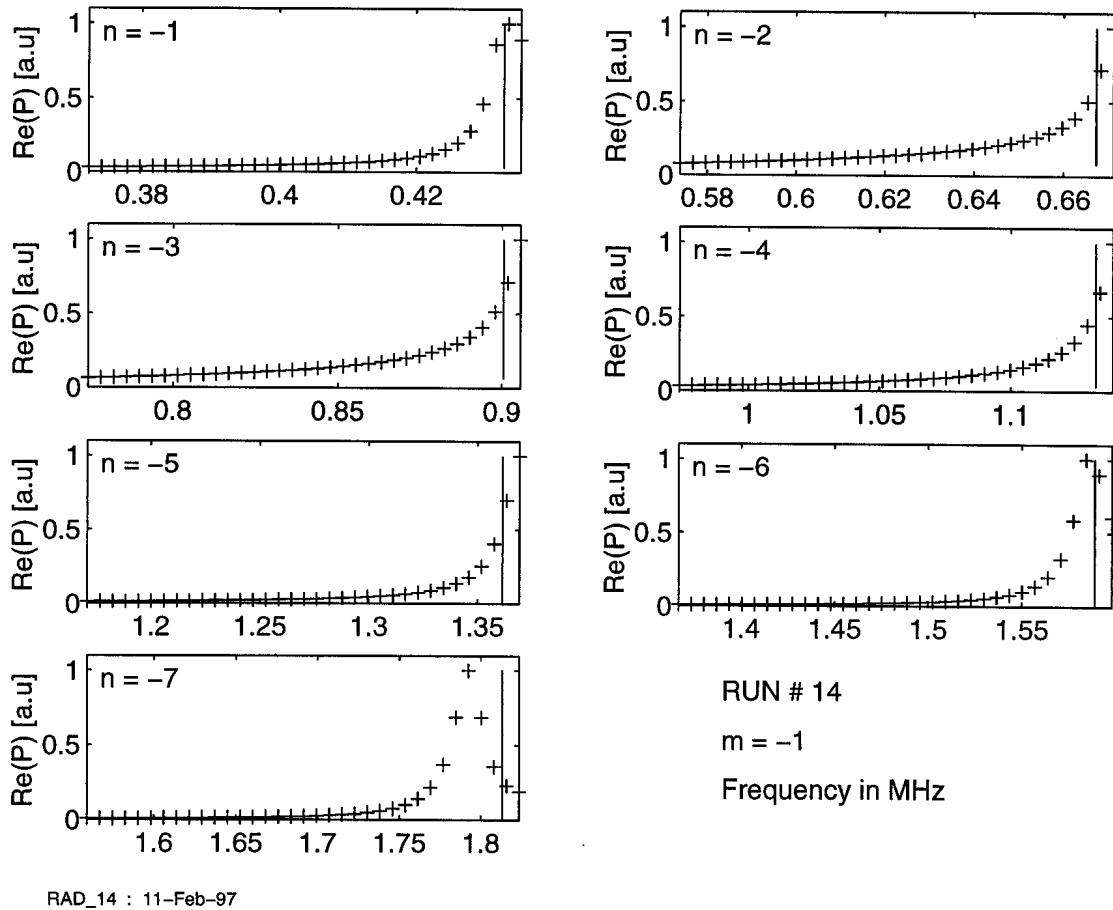 n = −1
Re(P) [a.u]
1
0.5
0
0.38 0.4 0.42
n = −2
Re(P) [a.u]
1
0.5
0
0.58 0.6 0.62 0.64 0.66
n = −3
Re(P) [a.u]
1
0.5
0
0.8 0.85 0.9
n = −4
Re(P) [a.u]
1
0.5
0
1 1.05 1.1
n = −5
Re(P) [a.u]
1
0.5
0
1.2 1.25 1.3 1.35
n = −6
Re(P) [a.u]
1
0.5
0
1.4 1.45 1.5 1.55
n = −7
Re(P) [a.u]
1
0.5
0
1.6 1.65 1.7 1.75 1.8
RUN # 14
m = −1
Frequency in MHz
RAD_14 : 11−Feb−97